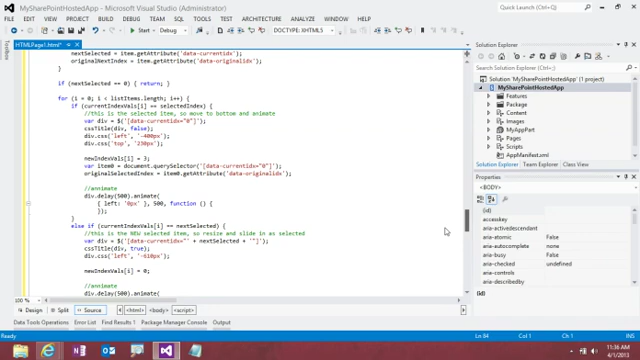 MySharePointHostedApp - Microsoft Visual Studio (Administrator)
Quick Launch (Ctrl+Q)
FILE EDIT VIEW PROJECT BUILD DEBUG TEAM SQL TOOLS TEST ARCHITECTURE ANALYZE WINDOW HELP
Start Debug DOCTYPE: XHTML5
HTMLPage1.html*
Toolbox
nextSelected = item.getAttribute('data-currentidx');
originalNextIndex = item.getAttribute('data-originalidx');
}
if (nextSelected == 0) { return; }
for (i = 0; i < listItems.length; i++) {
if (currentIndexVals[i] == selectedIndex) {
//this is the selected item, so move to bottom and animate
var div = $('[data-currentidx="0"]');
cssTitle(div, false);
div.css('left', '-400px');
div.css('top', '230px');
newIndexVals[i] = 3;
var item0 = document.querySelector('[data-currentidx="0"]');
originalSelectedIndex = item0.getAttribute('data-originalidx');
//annimate
div.delay(500).animate(
{ left: '0px' }, 500, function () {
});
}
else if (currentIndexVals[i] == nextSelected) {
//this is the NEW selected item, so resize and slide in as selected
var div = $('[data-currentidx="' + nextSelected + '"]');
cssTitle(div, true);
div.css('left', '-610px');
newIndexVals[i] = 0;
//annimate
div.delay(500).animate(
100 %
Design Split Source <html> <body> <script>
Data Tools Operations Error List Find Results 1 Package Manager Console Output
Solution Explorer
Search Solution Explorer (Ctrl+;)
Solution 'MySharePointHostedApp' (1 project)
MySharePointHostedApp
Features
Package
Content
Images
MyAppPart
Pages
Scripts
AppManifest.xml
Solution Explorer Team Explorer Class View
Properties
<BODY>
(id)
accesskey
aria-activedescendant
aria-atomic False
aria-autocomplete none
aria-busy False
aria-checked undefined
aria-controls
aria-describedby
(id)
Ln 84 Col 1 Ch 1 INS
11:36 AM